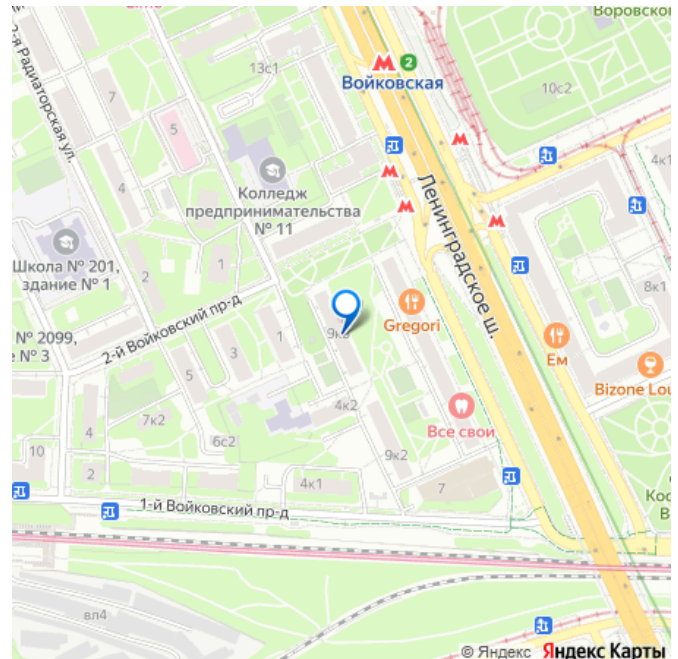 Воровско
13с1
2
Войковская
10с2
2-я Радиаторская ул.
7
5
4
Колледж
предпринимательства
№ 11
4к1
Ленинградское ш.
Школа № 201,
здание № 1
2
1
8к1
2-й Войковский пр-д
Gregori
№ 2099,
№ 3
3
1
Ем
Bizone Lou
7к2
4к2
Все свои
4
6с2
10
9к2
2
4к1
7
1-й Войковский пр-д
Кос
В
вл4
© Яндекс Яндекс Карты